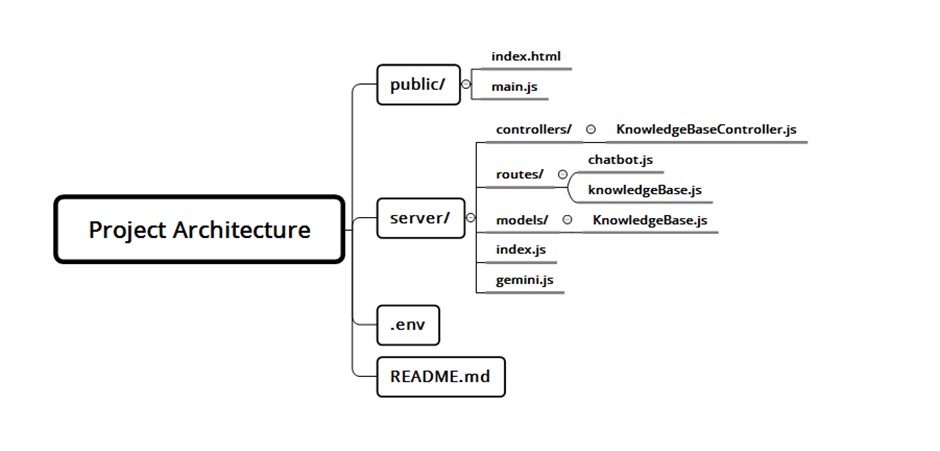 Project Architecture
public/
index.html
main.js
server/
controllers/
KnowledgeBaseController.js
routes/
chatbot.js
knowledgeBase.js
models/
KnowledgeBase.js
index.js
gemini.js
.env
README.md